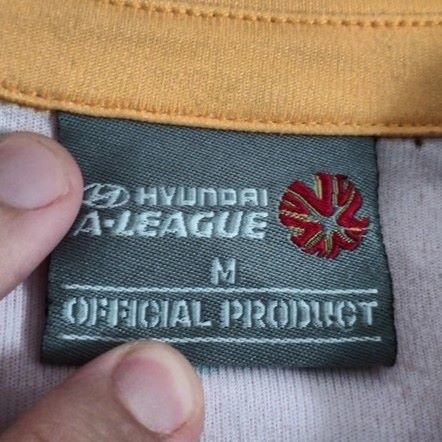 HYUNDAI
A-LEAGUE
M
OFFICIAL PRODUCT